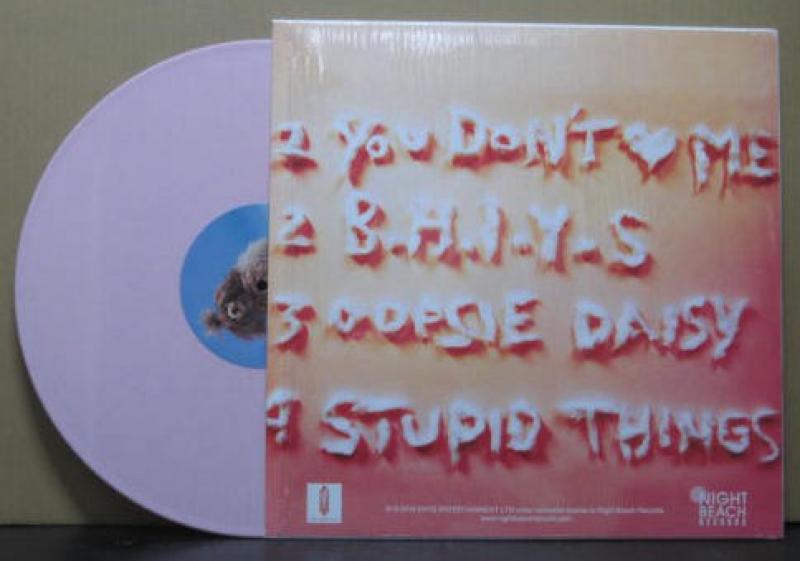 1 YOU DON'T ♥ ME
2 B.H.I.Y.S
3 OOPSIE DAISY
4 STUPID THINGS
NIGHT
BEACH
RECORDS